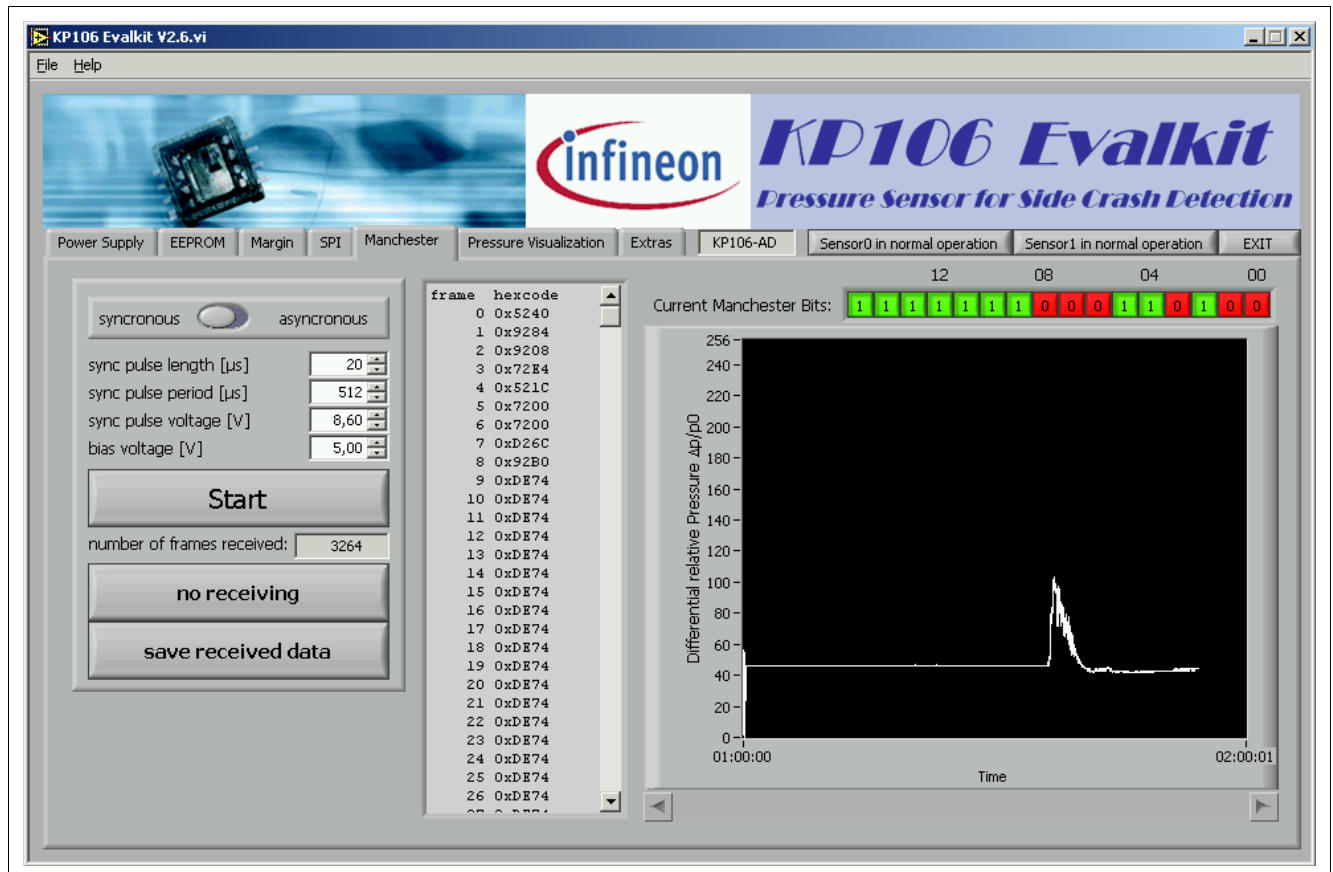 KP106 Evalkit V2.6.vi
File Help
infineon
KP106 Evalkit
Pressure Sensor for Side Crash Detection
Power Supply EEPROM Margin SPI Manchester Pressure Visualization Extras KP106-AD Sensor0 in normal operation Sensor1 in normal operation EXIT
syncronous asyncronous
sync pulse length [µs] 20
sync pulse period [µs] 512
sync pulse voltage [V] 8,60
bias voltage [V] 5,00
Start
number of frames received: 3264
no receiving
save received data
frame hexcode
0 0x5240
1 0x9284
2 0x9208
3 0x72E4
4 0x521C
5 0x7200
6 0x7200
7 0xD26C
8 0x92B0
9 0xDE74
10 0xDE74
11 0xDE74
12 0xDE74
13 0xDE74
14 0xDE74
15 0xDE74
16 0xDE74
17 0xDE74
18 0xDE74
19 0xDE74
20 0xDE74
21 0xDE74
22 0xDE74
23 0xDE74
24 0xDE74
25 0xDE74
26 0xDE74
12 08 04 00
Current Manchester Bits: 1 1 1 1 1 1 1 0 0 0 1 1 0 1 0 0
Differential relative Pressure Δp/p0
256
240
220
200
180
160
140
120
100
80
60
40
20
0
01:00:00 02:00:01
Time